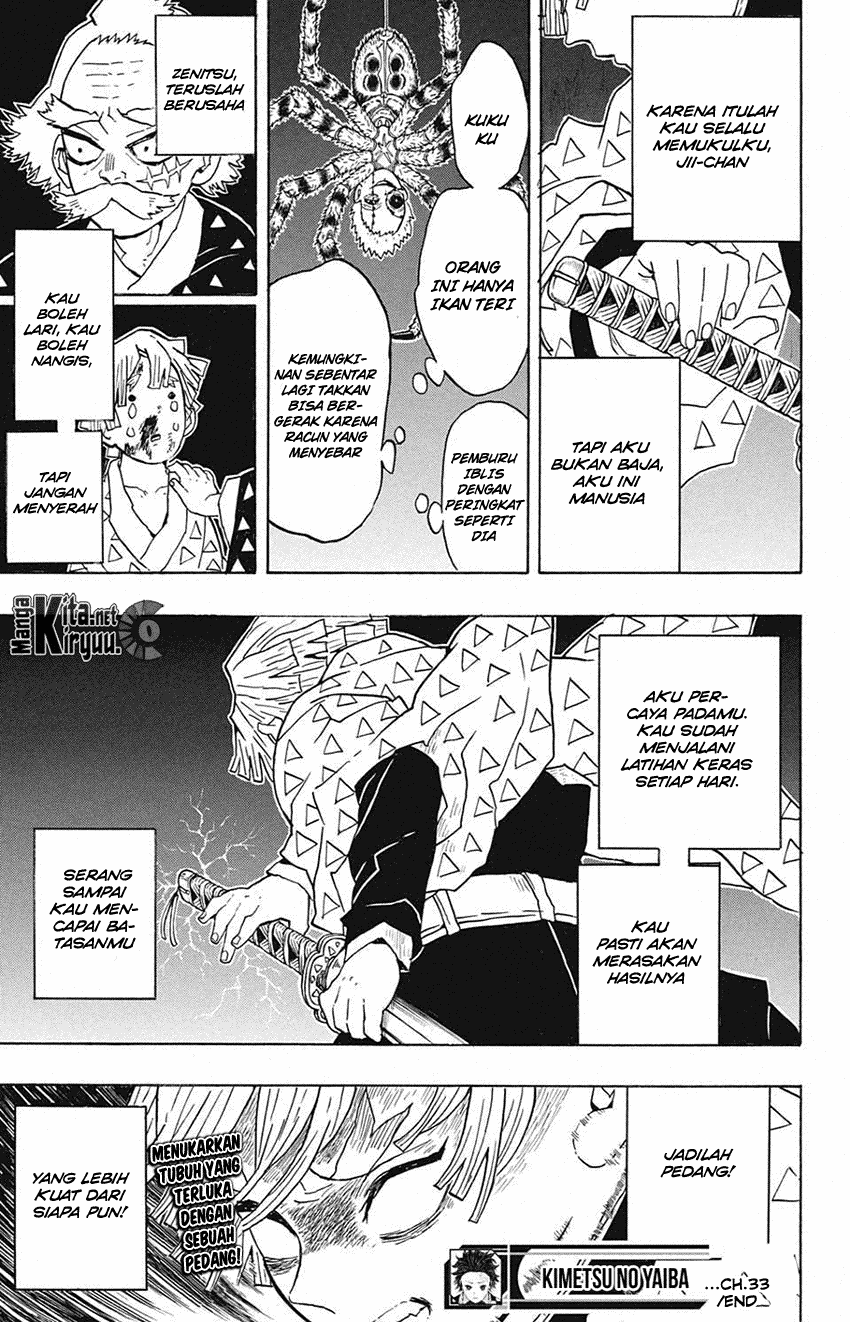 KARENA ITULAH
KAU SELALU
MEMUKULKU,
JII-CHAN
TAPI AKU
BUKAN BAJA,
AKU INI
MANUSIA
KUKU
KU
ORANG
INI HANYA
IKAN TERI
PEMBURU
IBLIS
DENGAN
PERINGKAT
SEPERTI
DIA
KEMUNGKI-
NAN SEBENTAR
LAGI TAKKAN
BISA BER-
GERAK KARENA
RACUN YANG
MENYEBAR
ZENITSU,
TERUSLAH
BERUSAHA
KAU
BOLEH
LARI, KAU
BOLEH
NANGIS,
TAPI
JANGAN
MENYERAH
MangaKita.net
Kiryuu.
AKU PER-
CAYA PADAMU.
KAU SUDAH
MENJALANI
LATIHAN KERAS
SETIAP HARI.
KAU
PASTI AKAN
MERASAKAN
HASILNYA
SERANG
SAMPAI
KAU MEN-
CAPAI BA-
TASANMU
JADILAH
PEDANG!
YANG LEBIH
KUAT DARI
SIAPA PUN!
MENUKARKAN
TUBUH YANG
TERLUKA
DENGAN
SEBUAH
PEDANG!
KIMETSU NO YAIBA
...CH.33
/END